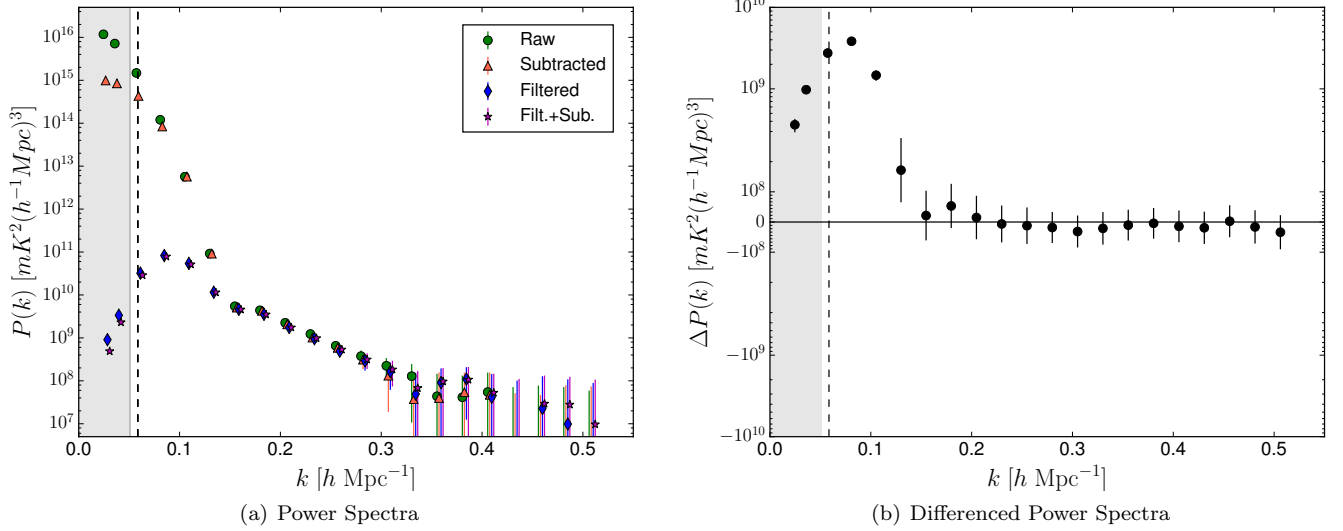 10^16
10^15
10^14
10^13
10^12
10^11
10^10
10^9
10^8
10^7
P(k) [mK^2(h^{-1}Mpc)^3]
0.0 0.1 0.2 0.3 0.4 0.5
k [h Mpc^{-1}]
Raw
Subtracted
Filtered
Filt.+Sub.
(a) Power Spectra
10^10
10^9
10^8
0
−10^8
−10^9
−10^10
ΔP(k) [mK^2(h^{-1}Mpc)^3]
0.0 0.1 0.2 0.3 0.4 0.5
k [h Mpc^{-1}]
(b) Differenced Power Spectra